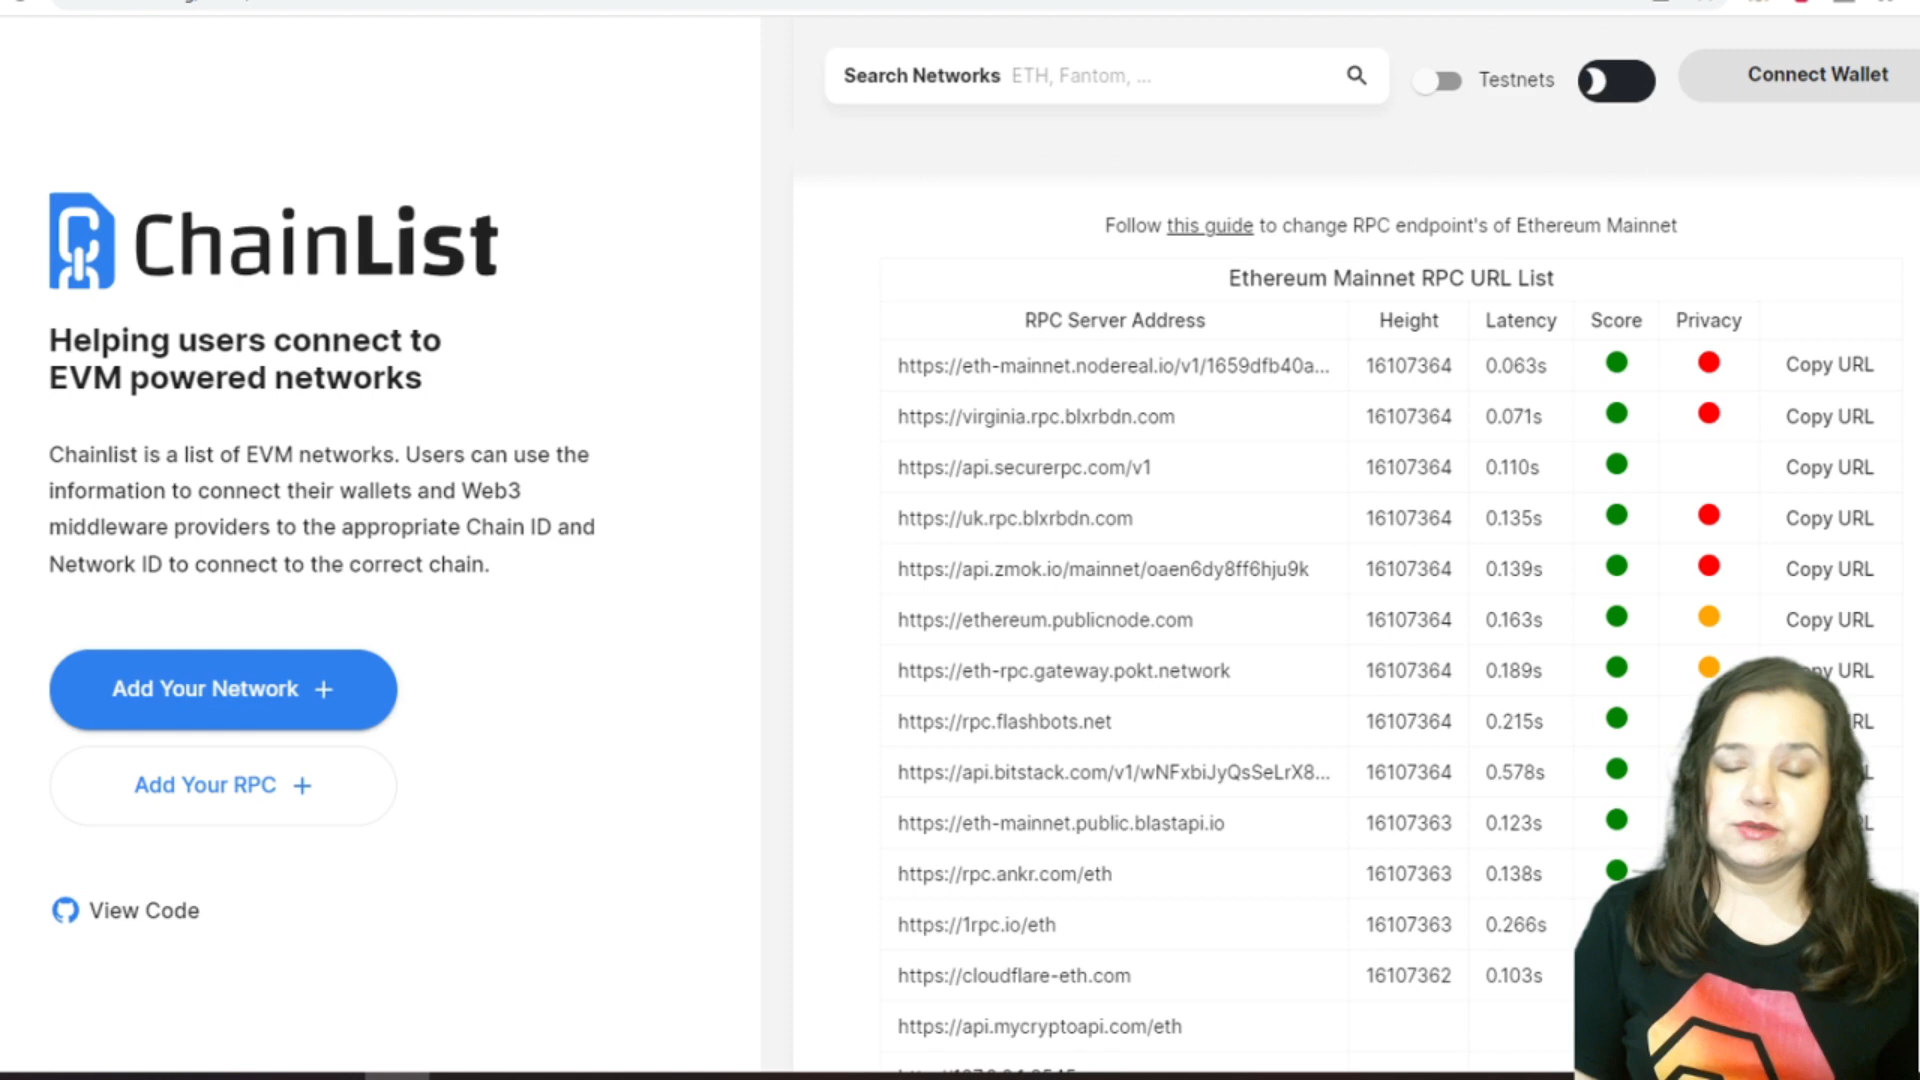 Search Networks ETH, Fantom, ...
Testnets
Connect Wallet
ChainList
Helping users connect to
EVM powered networks
Chainlist is a list of EVM networks. Users can use the
information to connect their wallets and Web3
middleware providers to the appropriate Chain ID and
Network ID to connect to the correct chain.
Add Your Network +
Add Your RPC +
View Code
Follow this guide to change RPC endpoint's of Ethereum Mainnet
Ethereum Mainnet RPC URL List
RPC Server Address Height Latency Score Privacy
https://eth-mainnet.nodereal.io/v1/1659dfb40a... 16107364 0.063s Copy URL
https://virginia.rpc.blxrbdn.com 16107364 0.071s Copy URL
https://api.securerpc.com/v1 16107364 0.110s Copy URL
https://uk.rpc.blxrbdn.com 16107364 0.135s Copy URL
https://api.zmok.io/mainnet/oaen6dy8ff6hju9k 16107364 0.139s Copy URL
https://ethereum.publicnode.com 16107364 0.163s Copy URL
https://eth-rpc.gateway.pokt.network 16107364 0.189s URL
https://rpc.flashbots.net 16107364 0.215s
https://api.bitstack.com/v1/wNFxbiJyQsSeLrX8... 16107364 0.578s
https://eth-mainnet.public.blastapi.io 16107363 0.123s
https://rpc.ankr.com/eth 16107363 0.138s
https://1rpc.io/eth 16107363 0.266s
https://cloudflare-eth.com 16107362 0.103s
https://api.mycryptoapi.com/eth